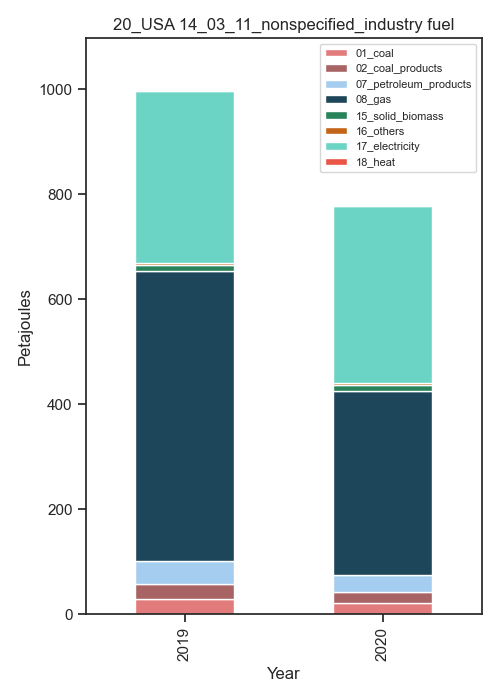 20_USA 14_03_11_nonspecified_industry fuel
01_coal
02_coal_products
07_petroleum_products
08_gas
15_solid_biomass
16_others
17_electricity
18_heat
1000
800
600
400
200
0
Petajoules
2019
2020
Year